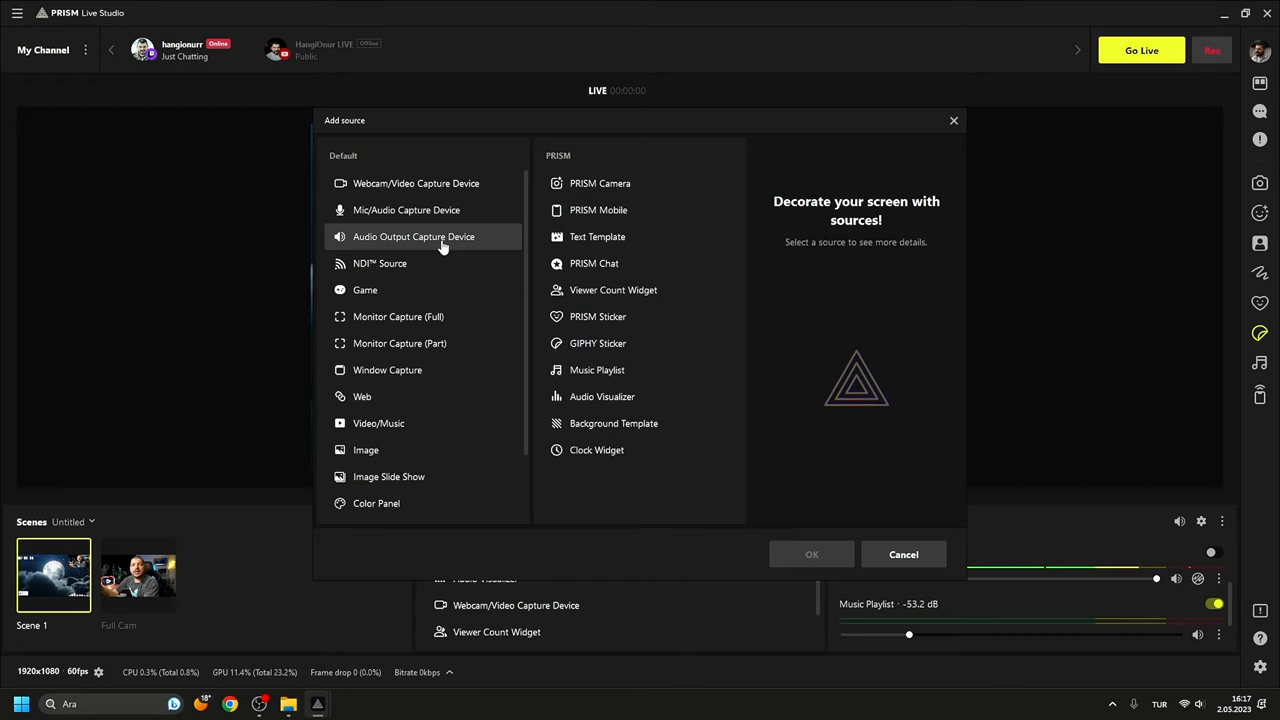 PRISM Live Studio
My Channel
hangionurr Online
Just Chatting
HangiOnur LIVE Offline
Public
Go Live
Rec
LIVE 00:00:00
Add source
Default
Webcam/Video Capture Device
Mic/Audio Capture Device
Audio Output Capture Device
NDI™ Source
Game
Monitor Capture (Full)
Monitor Capture (Part)
Window Capture
Web
Video/Music
Image
Image Slide Show
Color Panel
PRISM
PRISM Camera
PRISM Mobile
Text Template
PRISM Chat
Viewer Count Widget
PRISM Sticker
GIPHY Sticker
Music Playlist
Audio Visualizer
Background Template
Clock Widget
Decorate your screen with
sources!
Select a source to see more details.
OK
Cancel
Scenes Untitled
Scene 1
Full Cam
Audio Visualizer
Webcam/Video Capture Device
Viewer Count Widget
Music Playlist · -53.2 dB
1920x1080 · 60fps
CPU 0.3% (Total 0.8%)
GPU 11.4% (Total 23.2%)
Frame drop 0 (0.0%)
Bitrate 0kbps
Ara
18°
TUR
16:17
2.05.2023